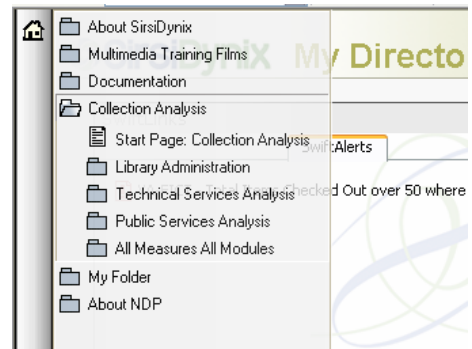 About SirsiDynix
Multimedia Training Films
My Directo
Documentation
Collection Analysis
Start Page: Collection Analysis
SwiftAlerts
Library Administration
Technical Services Analysis
Checked Out over 50 where
Public Services Analysis
All Measures All Modules
My Folder
About NDP